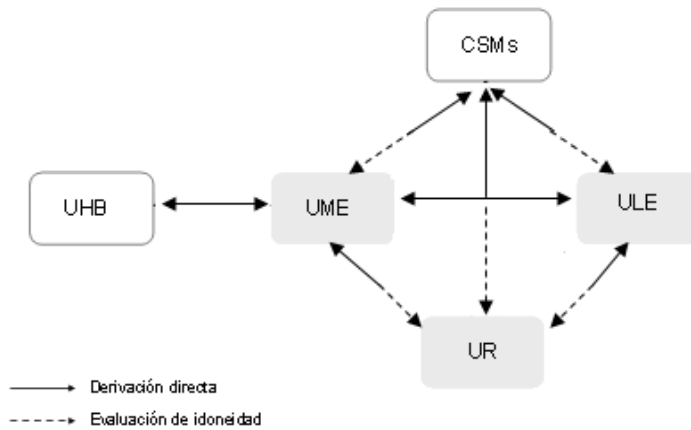 CSMs
UHB
UME
ULE
UR
Derivación directa
Evaluación de idoneidad